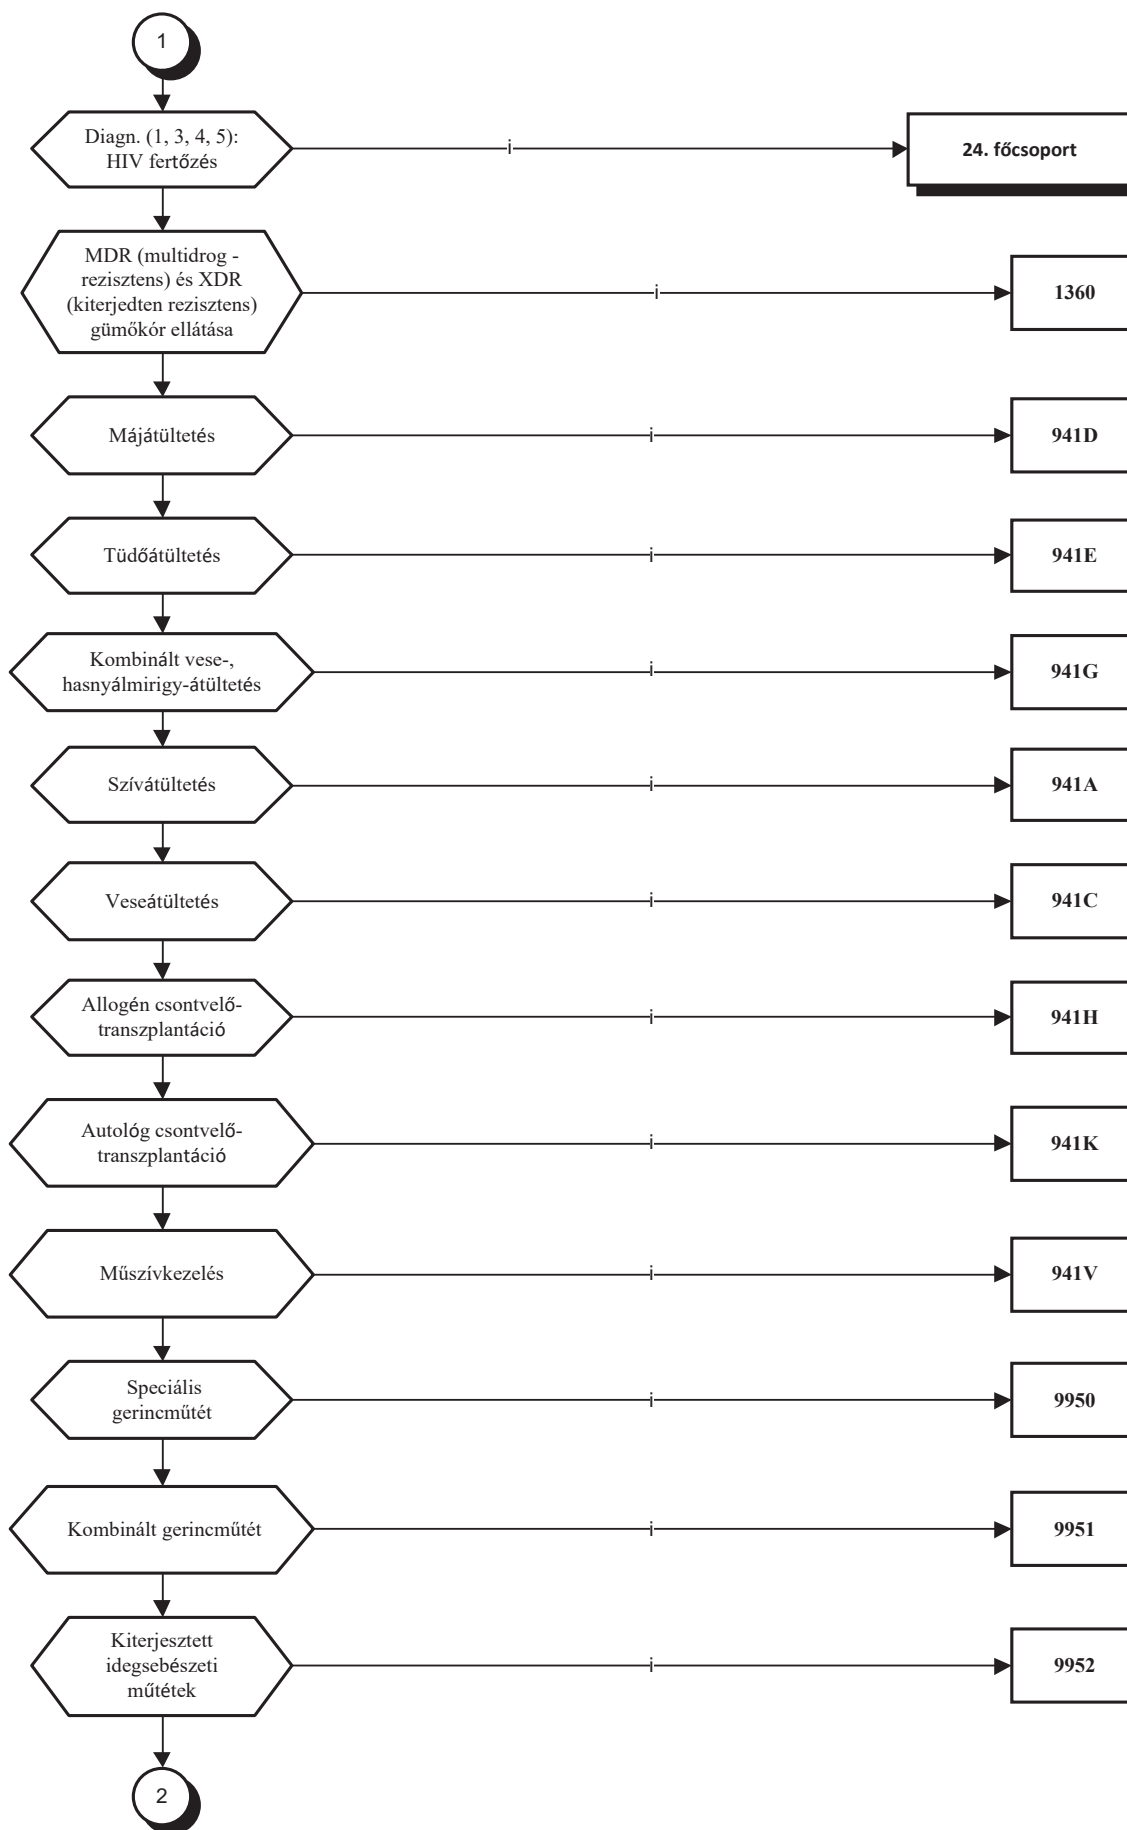 1
Diagn. (1, 3, 4, 5):
HIV fertőzés
i
24. főcsoport
MDR (multidrog -
rezisztens) és XDR
(kiterjedten rezisztens)
gümőkór ellátása
i
1360
Májátültetés
i
941D
Tüdőátültetés
i
941E
Kombinált vese-,
hasnyálmirigy-átültetés
i
941G
Szívátültetés
i
941A
Veseátültetés
i
941C
Allogén csontvelő-
transzplantáció
i
941H
Autológ csontvelő-
transzplantáció
i
941K
Műszívkezelés
i
941V
Speciális
gerincműtét
i
9950
Kombinált gerincműtét
i
9951
Kiterjesztett
idegsebészeti
műtétek
i
9952
2